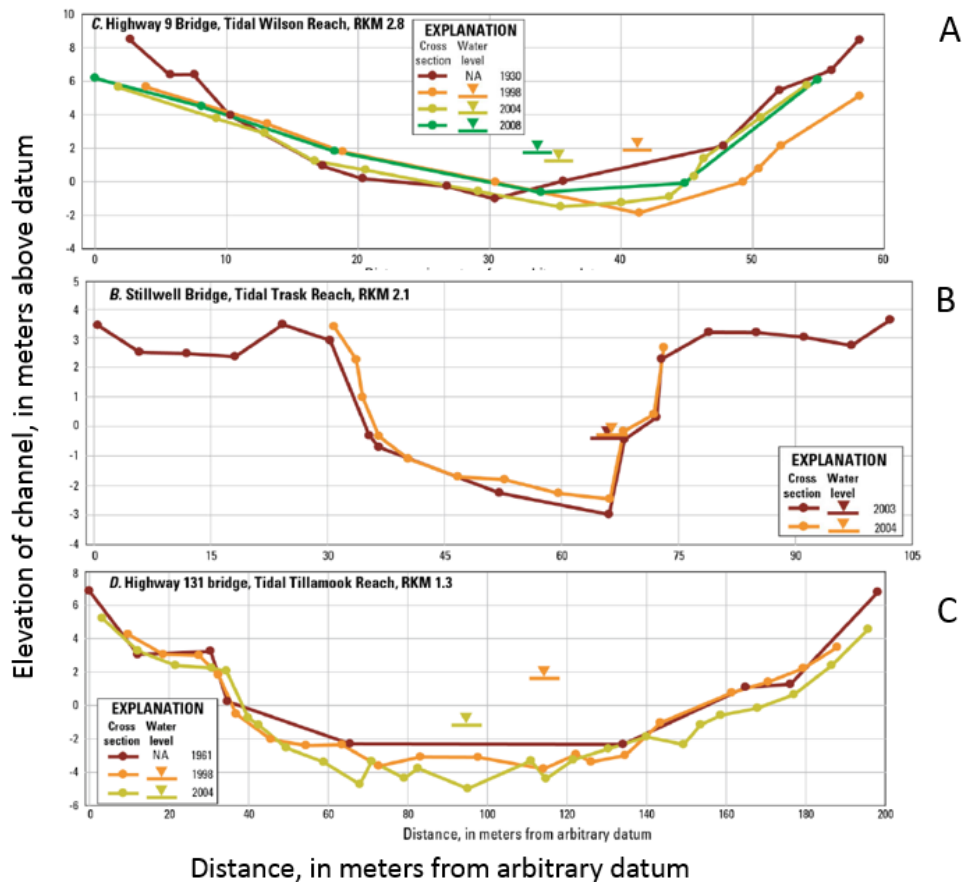 A
C. Highway 9 Bridge, Tidal Wilson Reach, RKM 2.8
EXPLANATION
Cross section
Water level
NA 1930
1998
2004
2008
10
8
6
4
2
0
-2
-4
0 10 20 30 40 50 60
B
B. Stillwell Bridge, Tidal Trask Reach, RKM 2.1
EXPLANATION
Cross section
Water level
2003
2004
5
4
3
2
1
0
-1
-2
-3
-4
0 15 30 45 60 75 90 105
C
D. Highway 131 bridge, Tidal Tillamook Reach, RKM 1.3
EXPLANATION
Cross section
Water level
NA 1961
1998
2004
8
6
4
2
0
-2
-4
-6
0 20 40 60 80 100 120 140 160 180 200
Distance, in meters from arbitrary datum
Elevation of channel, in meters above datum
Distance, in meters from arbitrary datum